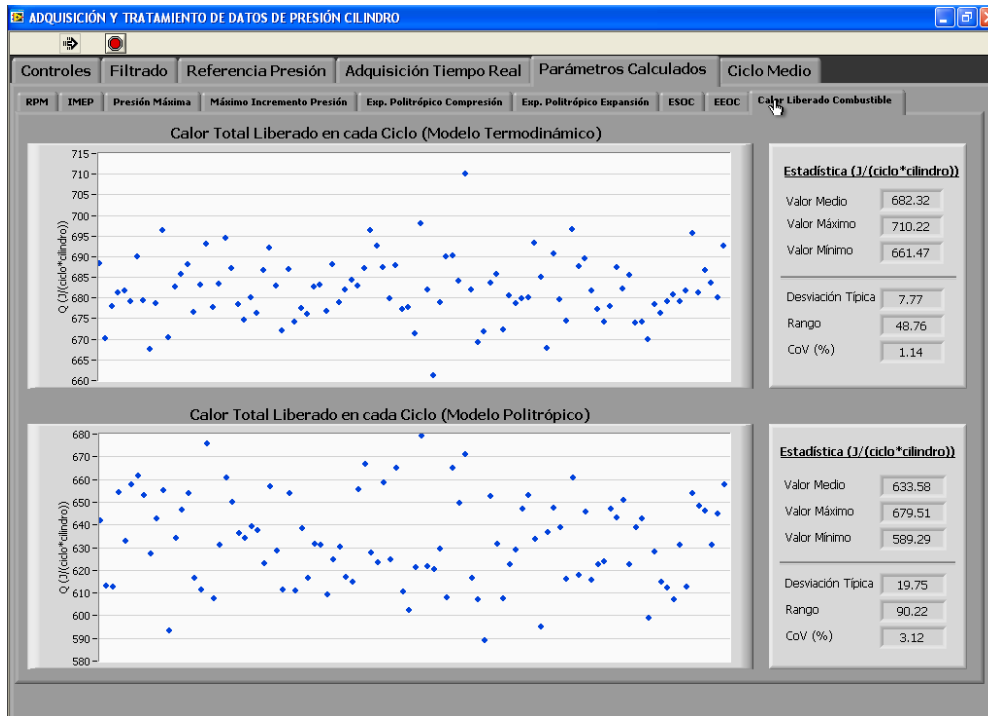 ADQUISICIÓN Y TRATAMIENTO DE DATOS DE PRESIÓN CILINDRO
Controles Filtrado Referencia Presión Adquisición Tiempo Real Parámetros Calculados Ciclo Medio
RPM IMEP Presión Máxima Máximo Incremento Presión Exp. Politrópico Compresión Exp. Politrópico Expansión ESOC EEOC Calor Liberado Combustible
Calor Total Liberado en cada Ciclo (Modelo Termodinámico)
Q (J/(ciclo*cilindro))
715
710
705
700
695
690
685
680
675
670
665
660
Estadística (J/(ciclo*cilindro))
Valor Medio 682.32
Valor Máximo 710.22
Valor Mínimo 661.47
Desviación Típica 7.77
Rango 48.76
CoV (%) 1.14
Calor Total Liberado en cada Ciclo (Modelo Politrópico)
Q (J/(ciclo*cilindro))
680
670
660
650
640
630
620
610
600
590
580
Estadística (J/(ciclo*cilindro))
Valor Medio 633.58
Valor Máximo 679.51
Valor Mínimo 589.29
Desviación Típica 19.75
Rango 90.22
CoV (%) 3.12